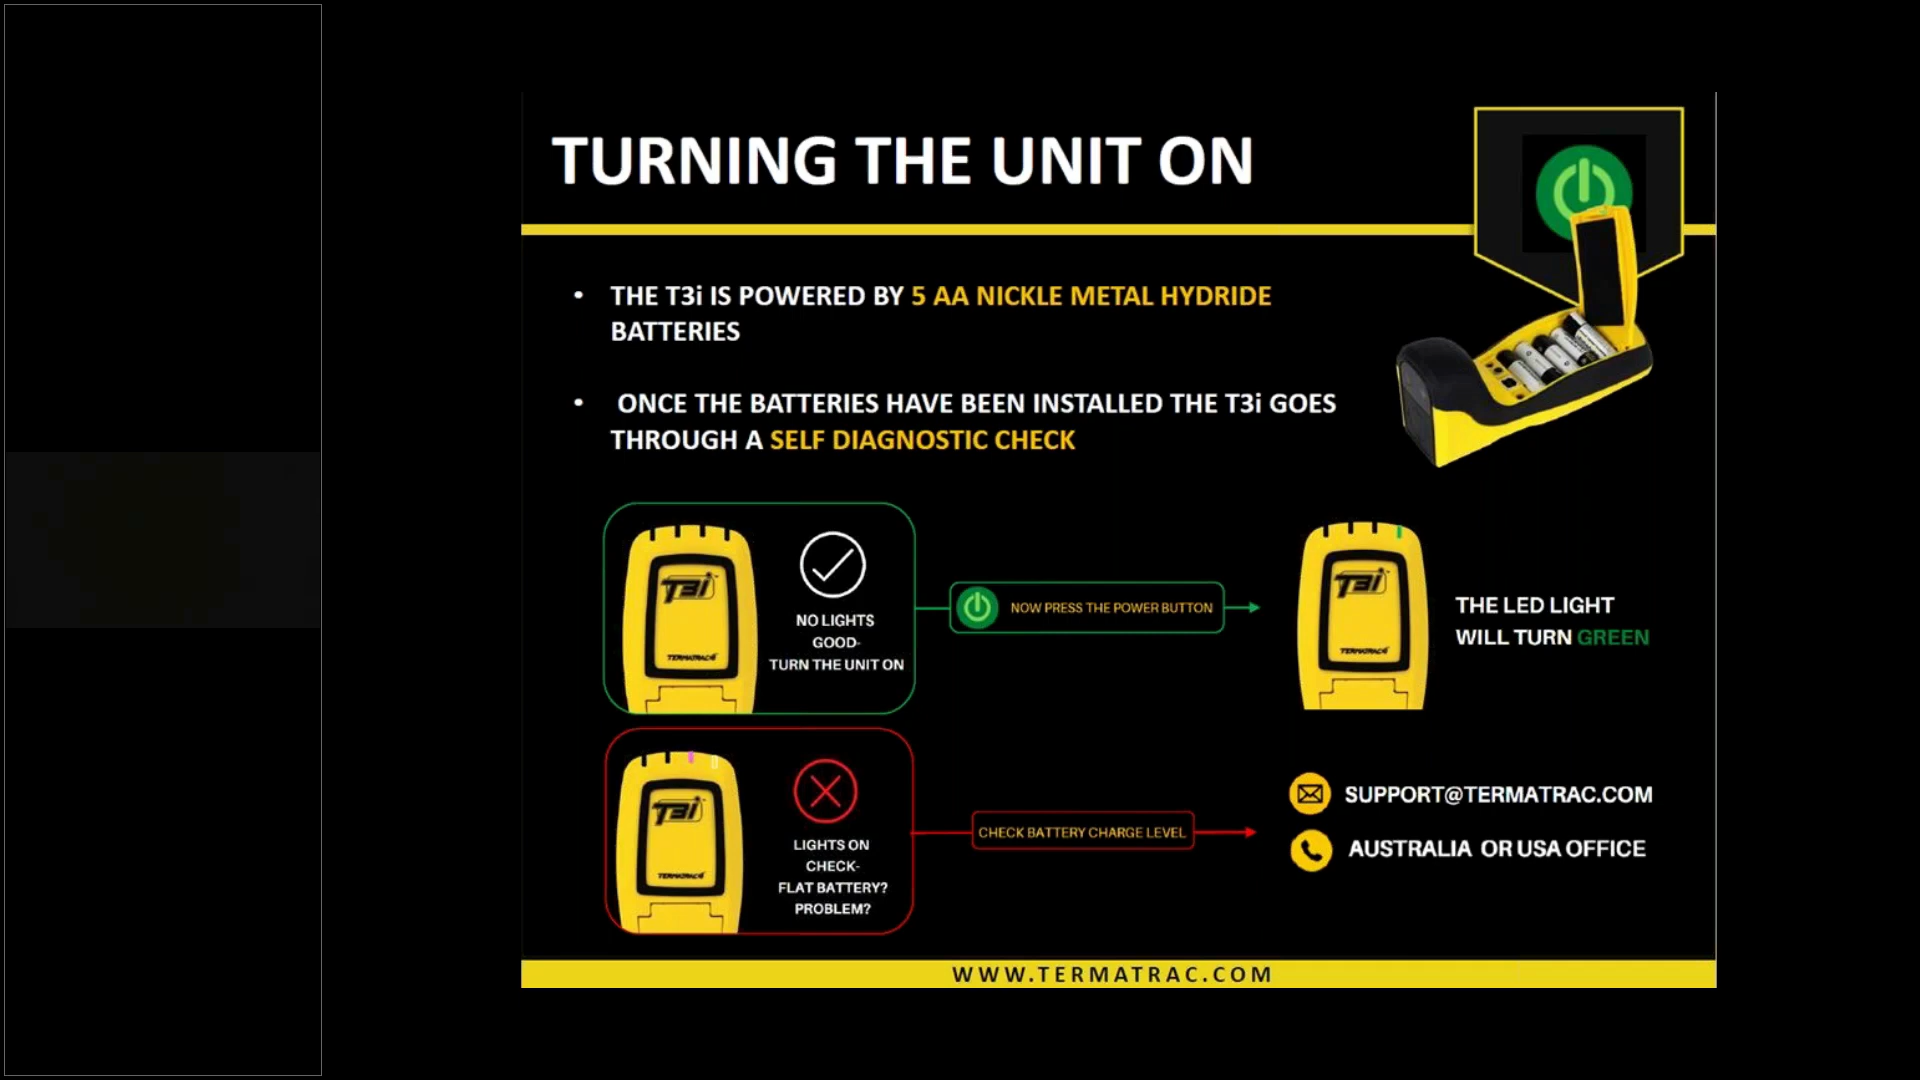 TURNING THE UNIT ON
• THE T3i IS POWERED BY 5 AA NICKLE METAL HYDRIDE
BATTERIES
• ONCE THE BATTERIES HAVE BEEN INSTALLED THE T3i GOES
THROUGH A SELF DIAGNOSTIC CHECK
T3i
TERMATRAC
NO LIGHTS
GOOD-
TURN THE UNIT ON
NOW PRESS THE POWER BUTTON
T3i
TERMATRAC
THE LED LIGHT
WILL TURN GREEN
T3i
TERMATRAC
LIGHTS ON
CHECK-
FLAT BATTERY?
PROBLEM?
CHECK BATTERY CHARGE LEVEL
SUPPORT@TERMATRAC.COM
AUSTRALIA OR USA OFFICE
WWW.TERMATRAC.COM